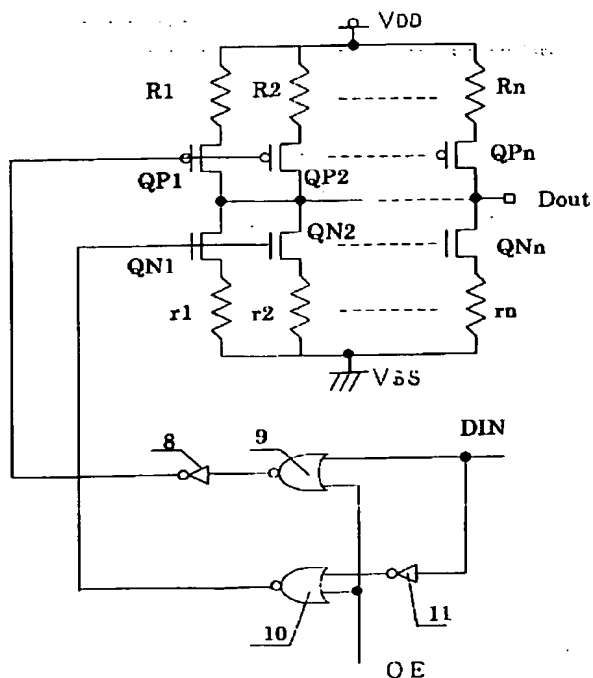 VDD
R1 R2 Rn
QP1 QP2 QPn
Dout
QN1 QN2 QNn
r1 r2 rn
VSS
8 9 DIN
10 11
OE